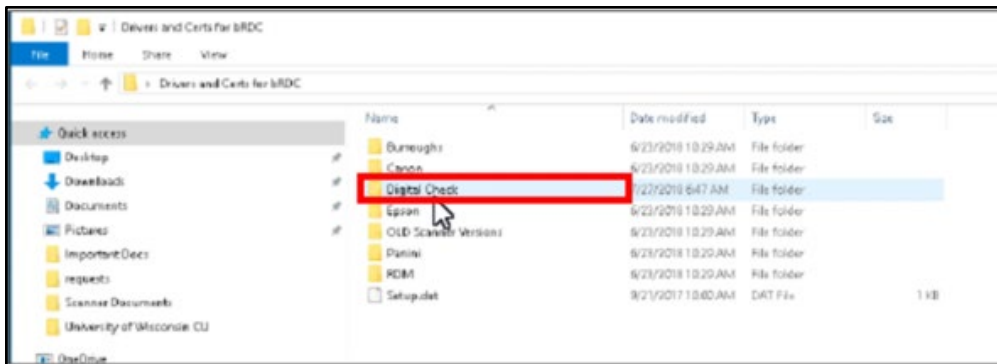 Drivers and Certs for bRDC
File Home Share View
Drivers and Certs for bRDC
Name Date modified Type Size
Quick access
Desktop
Downloads
Documents
Pictures
Important Docs
requests
Scanner Documents
University of Wisconsin CU
OneDrive
Burroughs 6/23/2018 10:29 AM File folder
Canon 6/23/2018 10:29 AM File folder
Digital Check 7/27/2018 6:47 AM File folder
Epson 6/23/2018 10:29 AM File folder
OLD Scanner Versions 6/23/2018 10:29 AM File folder
Panini 6/23/2018 10:29 AM File folder
RDM 6/23/2018 10:29 AM File folder
Setup.dat 9/21/2017 10:00 AM DAT File 1 KB